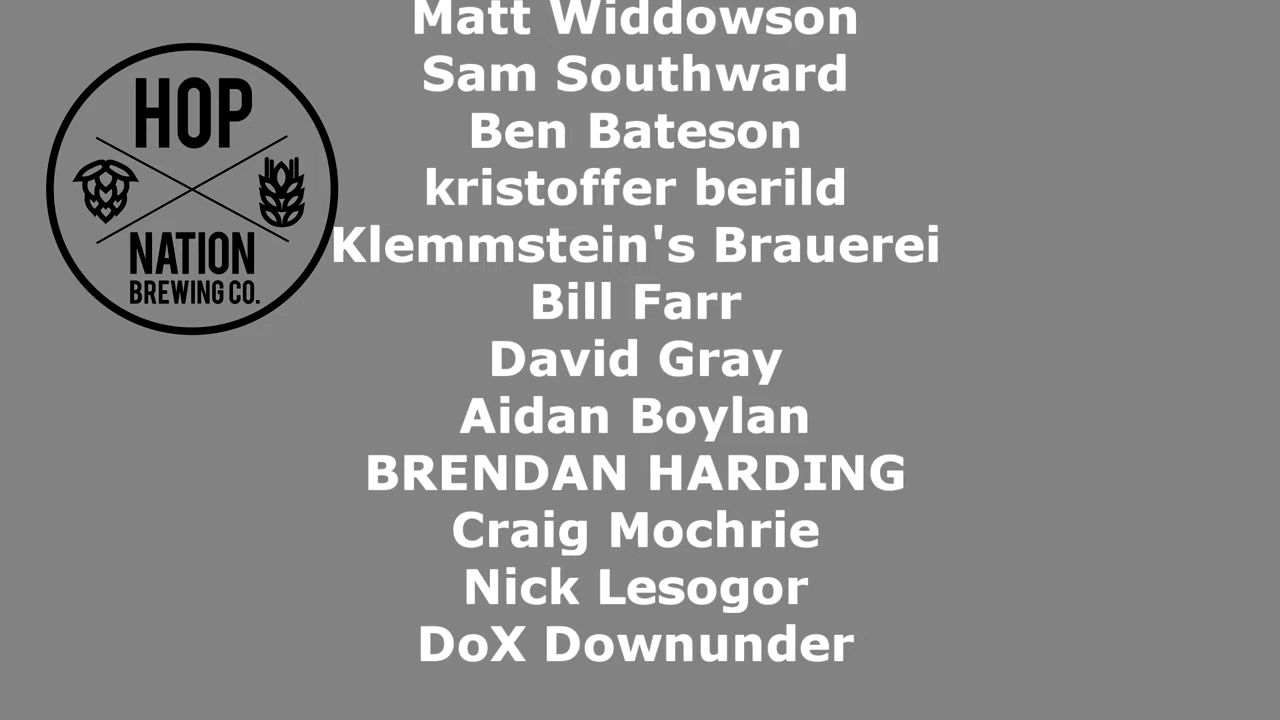 HOP
NATION
BREWING CO.
Matt Widdowson
Sam Southward
Ben Bateson
kristoffer berild
Klemmstein's Brauerei
Bill Farr
David Gray
Aidan Boylan
BRENDAN HARDING
Craig Mochrie
Nick Lesogor
DoX Downunder